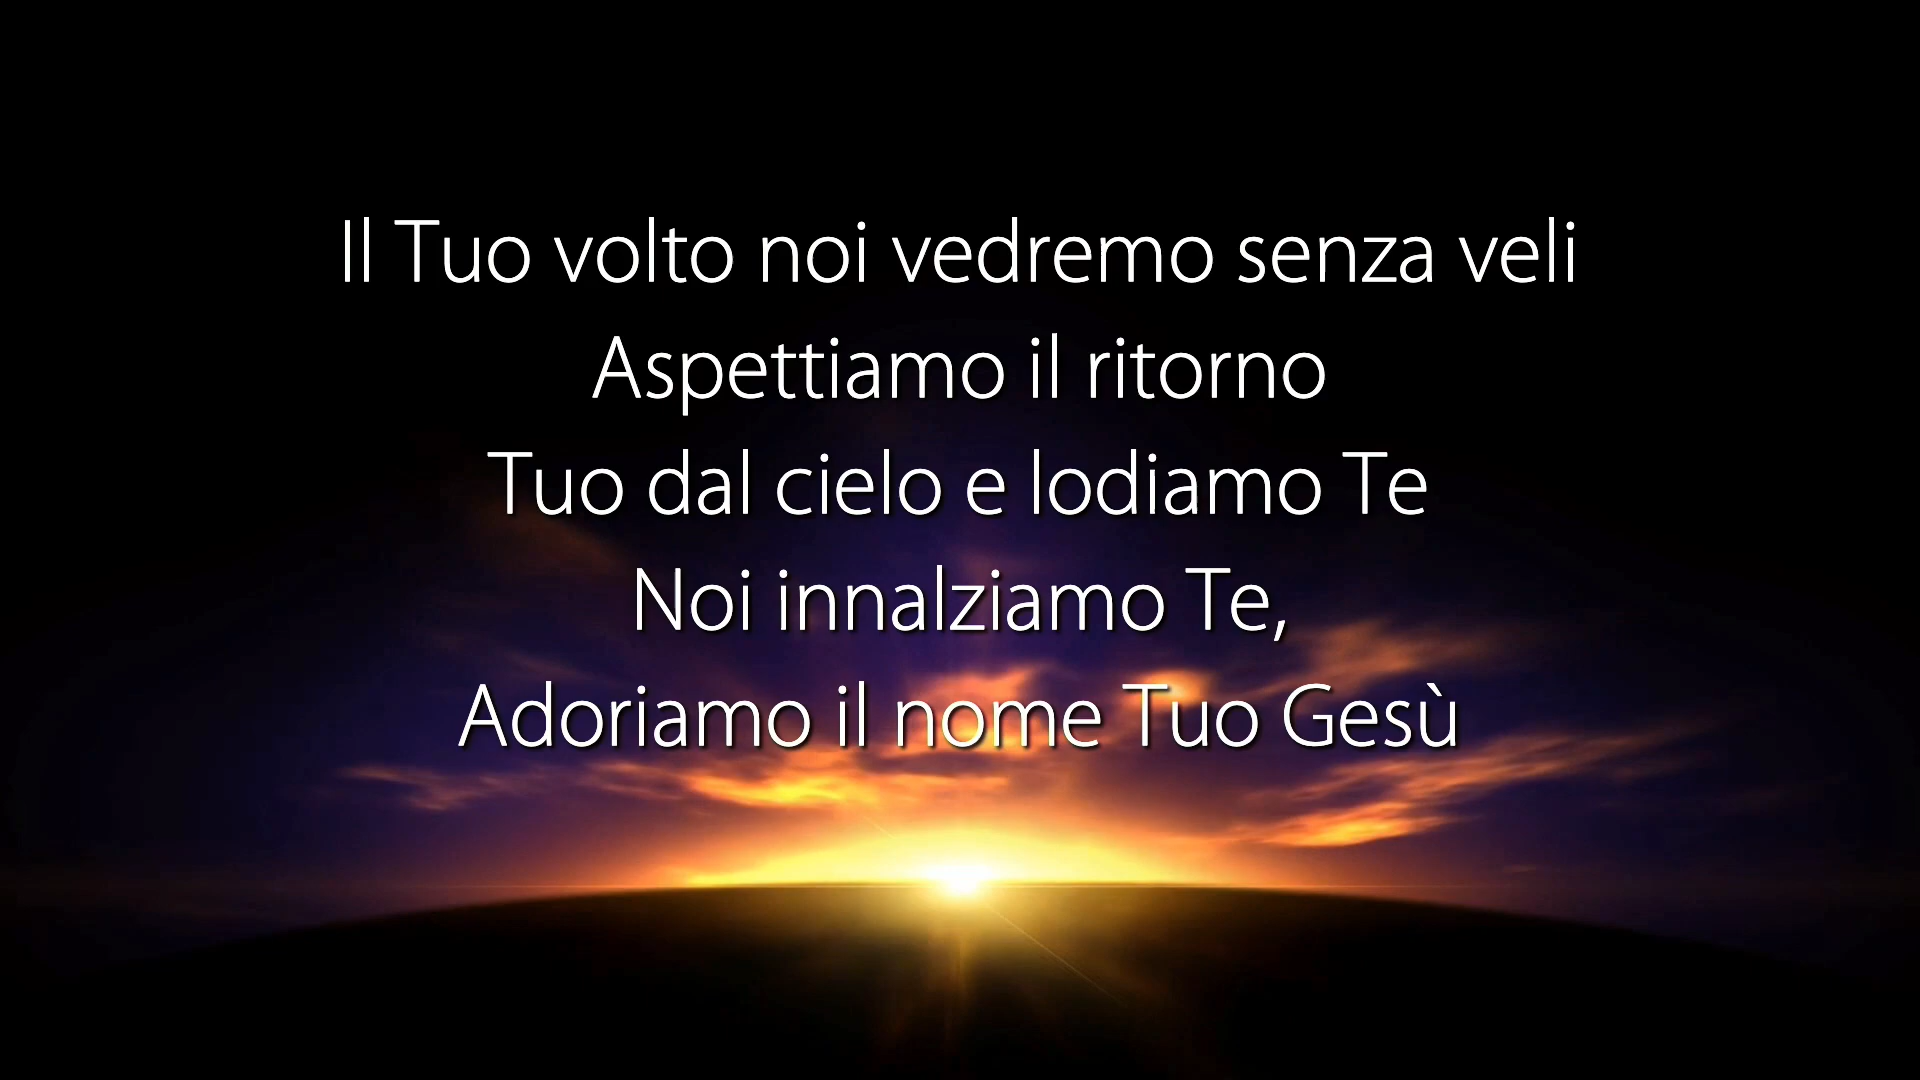 Il Tuo volto noi vedremo senza veli
Aspettiamo il ritorno
Tuo dal cielo e lodiamo Te
Noi innalziamo Te,
Adoriamo il nome Tuo Gesù